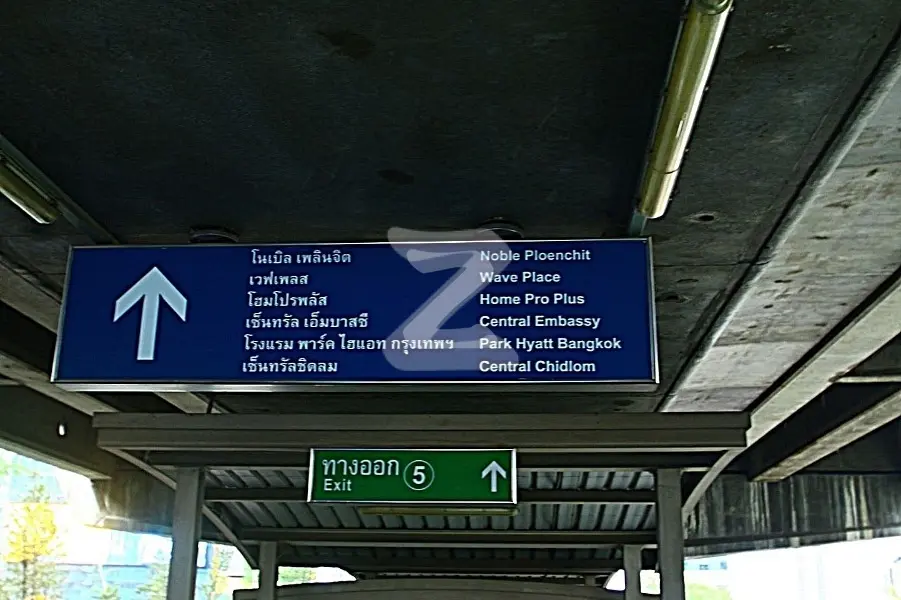 โนเบิล เพลินจิต Noble Ploenchit
เวฟเพลส Wave Place
โฮมโปรพลัส Home Pro Plus
เซ็นทรัล เอ็มบาสซี Central Embassy
โรงแรม พาร์ค ไฮแอท กรุงเทพฯ Park Hyatt Bangkok
เซ็นทรัลชิดลม Central Chidlom
ทางออก 5
Exit